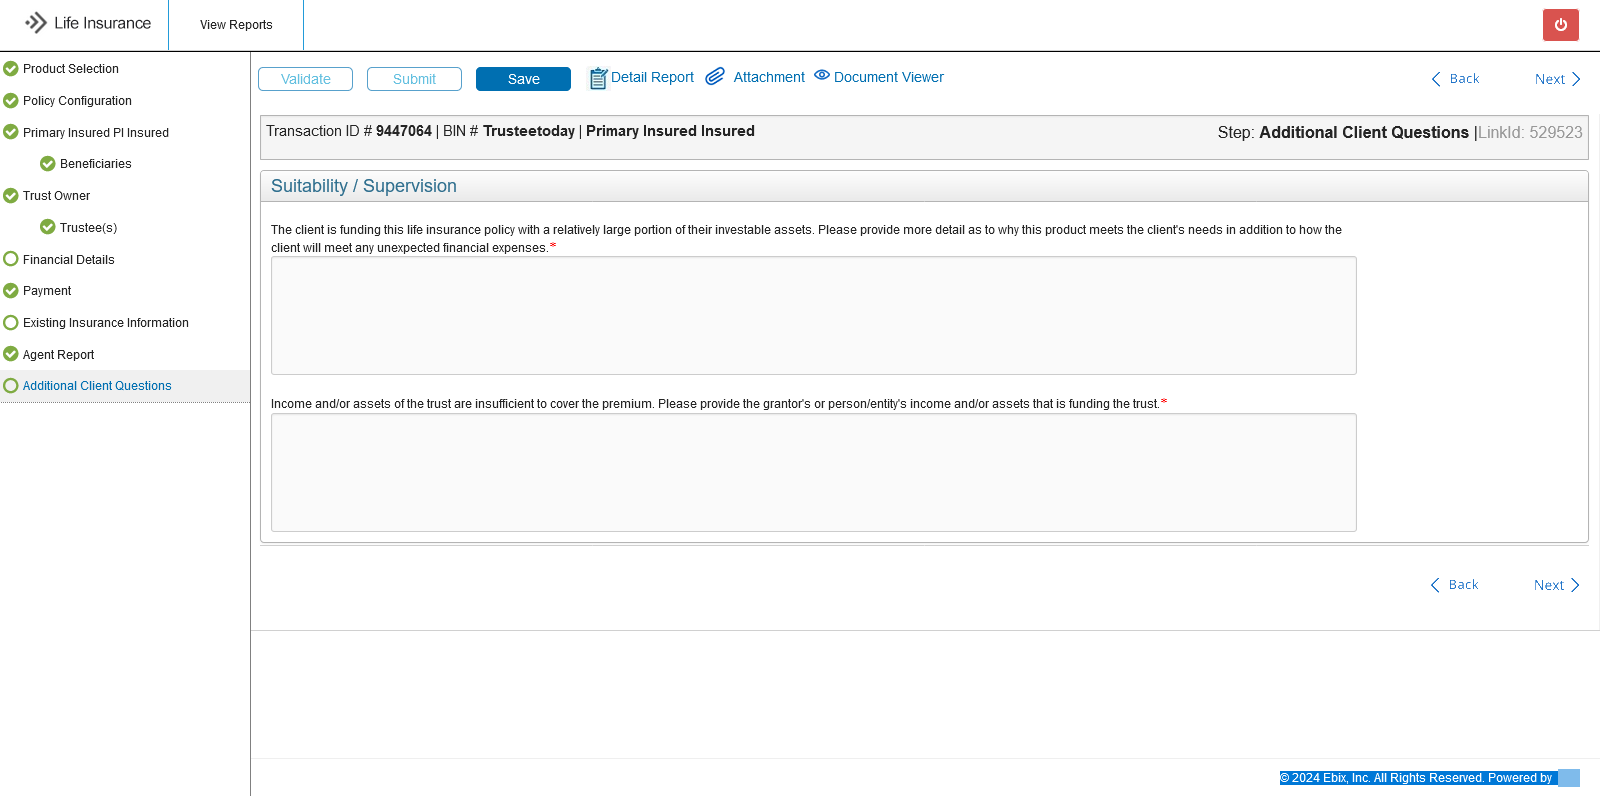 Life Insurance
View Reports
Product Selection
Policy Configuration
Primary Insured PI Insured
Beneficiaries
Trust Owner
Trustee(s)
Financial Details
Payment
Existing Insurance Information
Agent Report
Additional Client Questions
Validate
Submit
Save
Detail Report
Attachment
Document Viewer
Back
Next
Transaction ID # 9447064 | BIN # Trusteetoday | Primary Insured Insured
Step: Additional Client Questions |LinkId: 529523
Suitability / Supervision
The client is funding this life insurance policy with a relatively large portion of their investable assets. Please provide more detail as to why this product meets the client's needs in addition to how the
client will meet any unexpected financial expenses.*
Income and/or assets of the trust are insufficient to cover the premium. Please provide the grantor's or person/entity's income and/or assets that is funding the trust.*
Back
Next
© 2024 Ebix, Inc. All Rights Reserved. Powered by